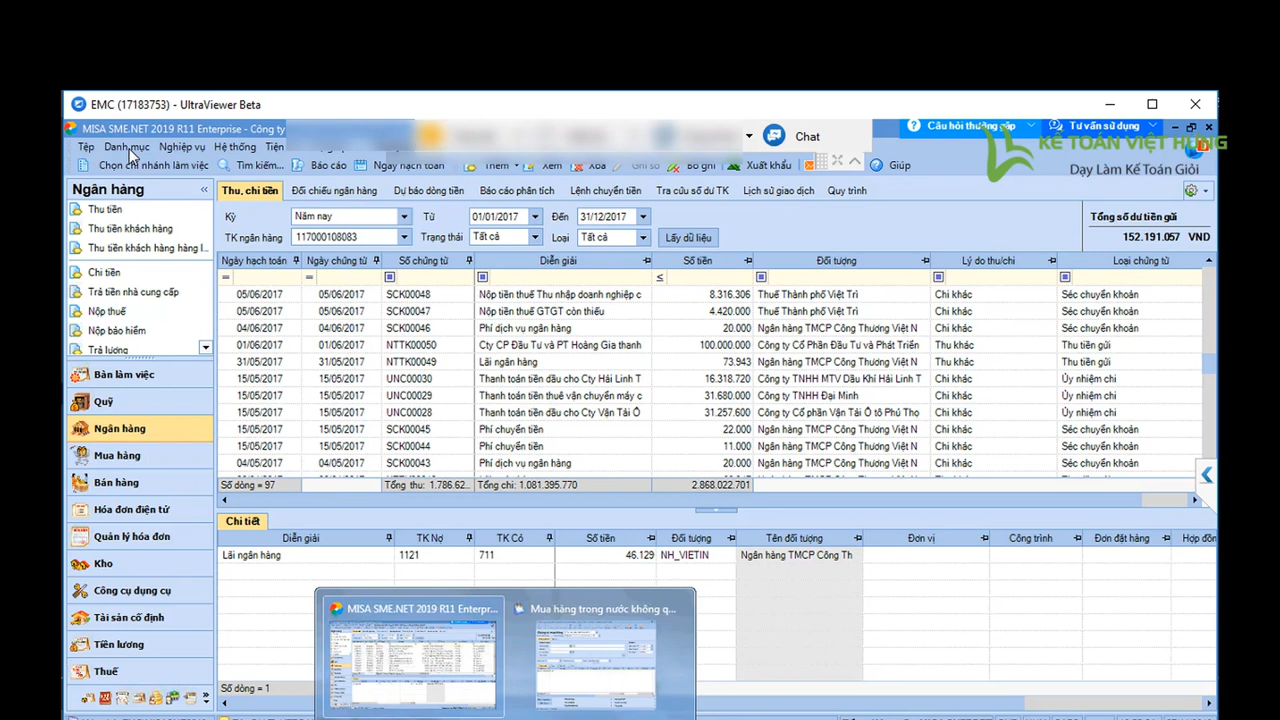 EMC (17183753) - UltraViewer Beta
MISA SME.NET 2019 R11 Enterprise - Công ty
Chat
Câu hỏi thường gặp
Tư vấn sử dụng
KẾ TOÁN VIỆT HƯNG
Dạy Làm Kế Toán Giỏi
Tệp Danh mục Nghiệp vụ Hệ thống Tiện
Chọn chi nhánh làm việc Tìm kiếm... Báo cáo Ngày hạch toán Thêm Xem Xóa Ghi sổ Bỏ ghi Xuất khẩu Giúp
Ngân hàng
Thu tiền
Thu tiền khách hàng
Thu tiền khách hàng hàng l...
Chi tiền
Trả tiền nhà cung cấp
Nộp thuế
Nộp bảo hiểm
Trả lương
Bàn làm việc
Quỹ
Ngân hàng
Mua hàng
Bán hàng
Hóa đơn điện tử
Quản lý hóa đơn
Kho
Công cụ dụng cụ
Tài sản cố định
Tiền lương
Thuế
Thu, chi tiền Đối chiếu ngân hàng Dự báo dòng tiền Báo cáo phân tích Lệnh chuyển tiền Tra cứu số dư TK Lịch sử giao dịch Quy trình
Kỳ Năm nay Từ 01/01/2017 Đến 31/12/2017
TK ngân hàng 117000108083 Trạng thái Tất cả Loại Tất cả Lấy dữ liệu
Tổng số dư tiền gửi
152.191.057 VND
Ngày hạch toán Ngày chứng từ Số chứng từ Diễn giải Số tiền Đối tượng Lý do thu/chi Loại chứng từ
= = ≤
05/06/2017 05/06/2017 SCK00048 Nộp tiền thuế Thu nhập doanh nghiệp c 8.316.306 Thuế Thành phố Việt Trì Chi khác Séc chuyển khoản
05/06/2017 05/06/2017 SCK00047 Nộp tiền thuế GTGT còn thiếu 4.420.000 Thuế Thành phố Việt Trì Chi khác Séc chuyển khoản
04/06/2017 04/06/2017 SCK00046 Phí dịch vụ ngân hàng 20.000 Ngân hàng TMCP Công Thương Việt N Chi khác Séc chuyển khoản
01/06/2017 01/06/2017 NTTK00050 Cty CP Đầu Tư và PT Hoàng Gia thanh 100.000.000 Công ty Cổ Phần Đầu Tư và Phát Triển Thu khác Thu tiền gửi
31/05/2017 31/05/2017 NTTK00049 Lãi ngân hàng 73.943 Ngân hàng TMCP Công Thương Việt N Thu khác Thu tiền gửi
15/05/2017 15/05/2017 UNC00030 Thanh toán tiền dầu cho Cty Hải Linh T 16.318.720 Công ty TNHH MTV Dầu Khí Hải Linh T Chi khác Ủy nhiệm chi
15/05/2017 15/05/2017 UNC00029 Thanh toán tiền thuê vận chuyển máy c 31.680.000 Công ty TNHH Đại Minh Chi khác Ủy nhiệm chi
15/05/2017 15/05/2017 UNC00028 Thanh toán tiền dầu cho Cty Vận Tải Ô 31.257.600 Công ty Cổ phần Vận Tải Ô tô Phú Thọ Chi khác Ủy nhiệm chi
15/05/2017 15/05/2017 SCK00045 Phí chuyển tiền 22.000 Ngân hàng TMCP Công Thương Việt N Chi khác Séc chuyển khoản
15/05/2017 15/05/2017 SCK00044 Phí chuyển tiền 11.000 Ngân hàng TMCP Công Thương Việt N Chi khác Séc chuyển khoản
04/05/2017 04/05/2017 SCK00043 Phí dịch vụ ngân hàng 20.000 Ngân hàng TMCP Công Thương Việt N Chi khác Séc chuyển khoản
Số dòng = 97 Tổng thu: 1.786.62... Tổng chi: 1.081.395.770 2.868.022.701
Chi tiết
Diễn giải TK Nợ TK Có Số tiền Đối tượng Tên đối tượng Đơn vị Công trình Đơn đặt hàng Hợp đồn
Lãi ngân hàng 1121 711 46.129 NH_VIETIN Ngân hàng TMCP Công Th
MISA SME.NET 2019 R11 Enterpr...
Mua hàng trong nước không q...
Số dòng = 1